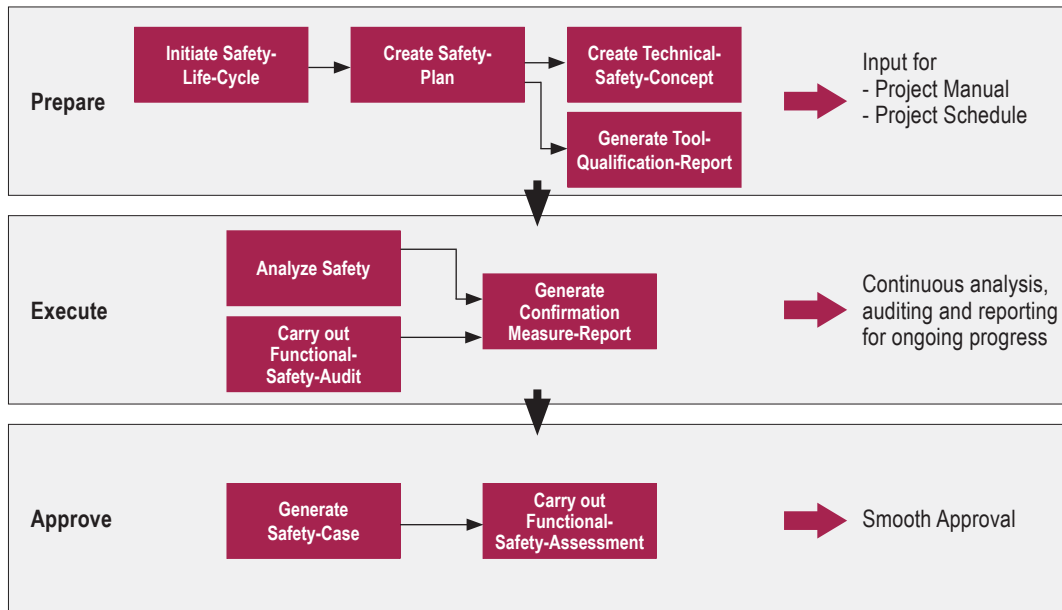 Prepare
Initiate Safety-
Life-Cycle
Create Safety-
Plan
Create Technical-
Safety-Concept
Generate Tool-
Qualification-Report
Input for
- Project Manual
- Project Schedule
Execute
Analyze Safety
Carry out
Functional-
Safety-Audit
Generate
Confirmation
Measure-Report
Continuous analysis,
auditing and reporting
for ongoing progress
Approve
Generate
Safety-Case
Carry out
Functional-
Safety-Assessment
Smooth Approval